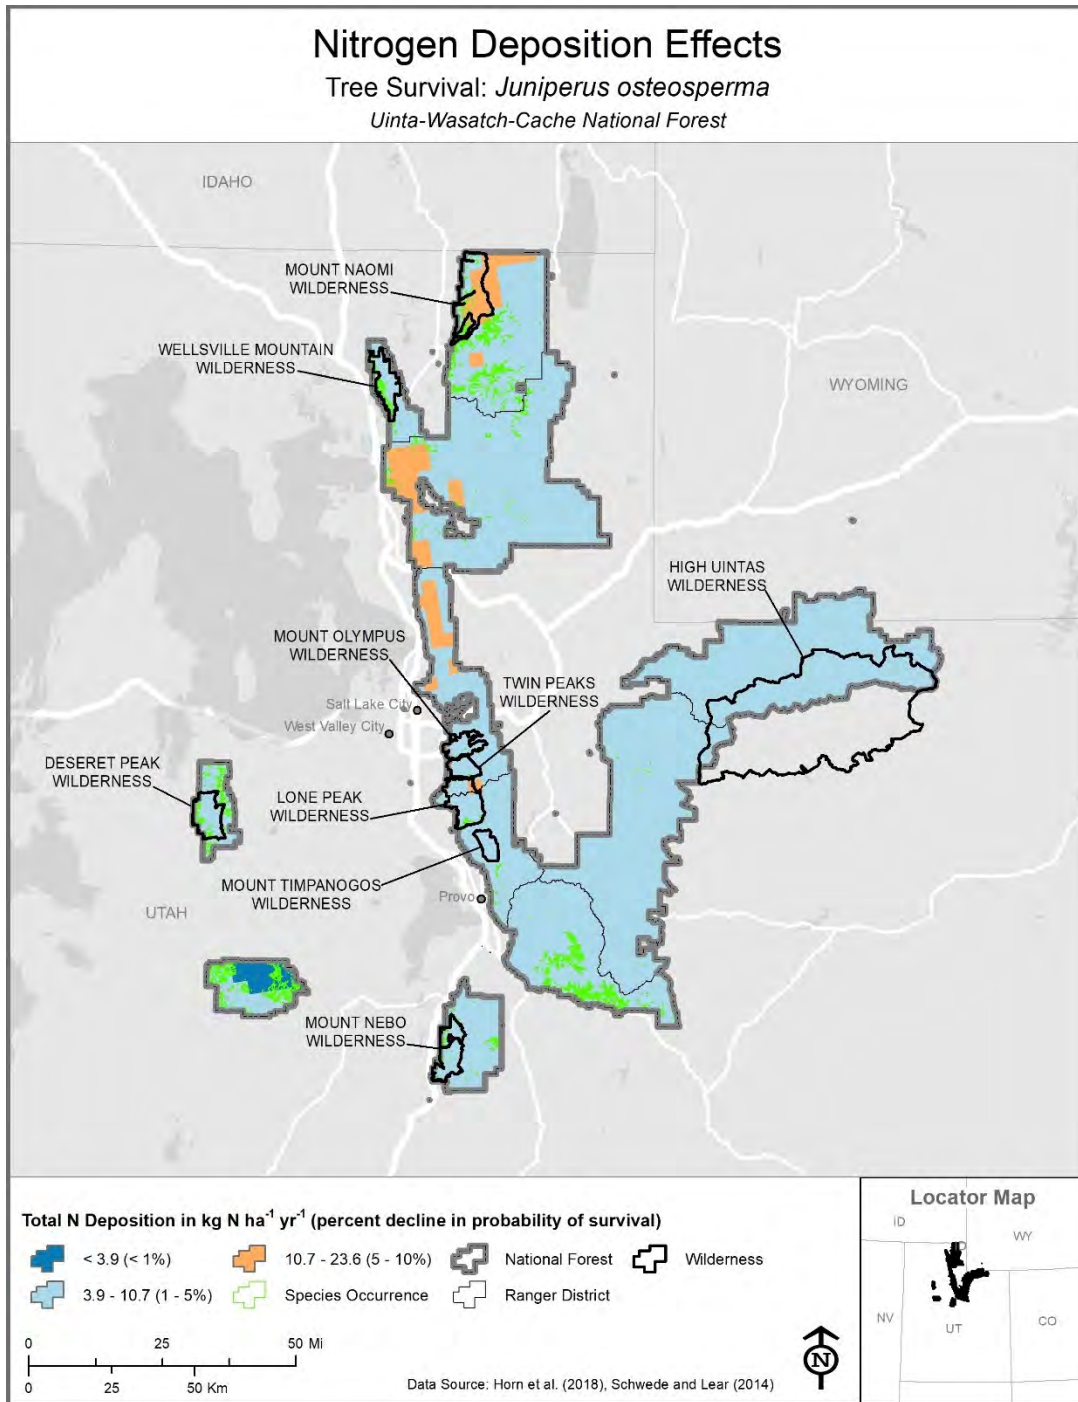 Nitrogen Deposition Effects
Tree Survival: Juniperus osteosperma
Uinta-Wasatch-Cache National Forest
IDAHO
MOUNT NAOMI
WILDERNESS
WELLSVILLE MOUNTAIN
WILDERNESS
WYOMING
HIGH UINTAS
WILDERNESS
MOUNT OLYMPUS
WILDERNESS
TWIN PEAKS
WILDERNESS
Salt Lake City
West Valley City
DESERET PEAK
WILDERNESS
LONE PEAK
WILDERNESS
MOUNT TIMPANOGOS
WILDERNESS
Provo
UTAH
MOUNT NEBO
WILDERNESS
Total N Deposition in kg N ha⁻¹ yr⁻¹ (percent decline in probability of survival)
< 3.9 (< 1%)
10.7 - 23.6 (5 - 10%)
National Forest
Wilderness
3.9 - 10.7 (1 - 5%)
Species Occurrence
Ranger District
0 25 50 Mi
0 25 50 Km
N
Data Source: Horn et al. (2018), Schwede and Lear (2014)
Locator Map
ID
WY
NV
UT
CO